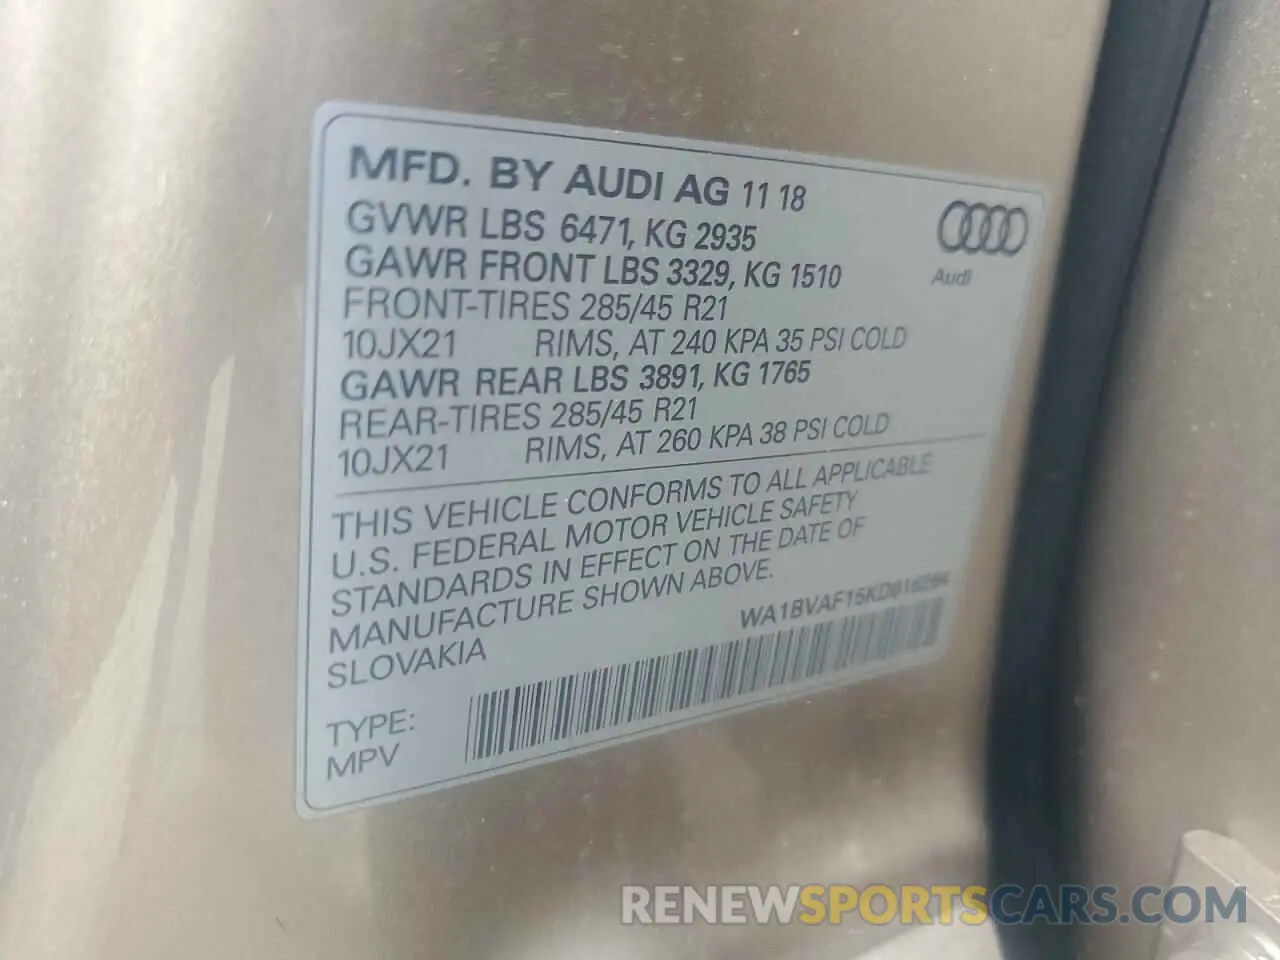 MFD. BY AUDI AG 11 18
GVWR LBS 6471, KG 2935
GAWR FRONT LBS 3329, KG 1510
FRONT-TIRES 285/45 R21
10JX21 RIMS, AT 240 KPA 35 PSI COLD
GAWR REAR LBS 3891, KG 1765
REAR-TIRES 285/45 R21
10JX21 RIMS, AT 260 KPA 38 PSI COLD
Audi
THIS VEHICLE CONFORMS TO ALL APPLICABLE
U.S. FEDERAL MOTOR VEHICLE SAFETY
STANDARDS IN EFFECT ON THE DATE OF
MANUFACTURE SHOWN ABOVE.
SLOVAKIA
TYPE:
MPV
RENEWSPORTSCARS.COM